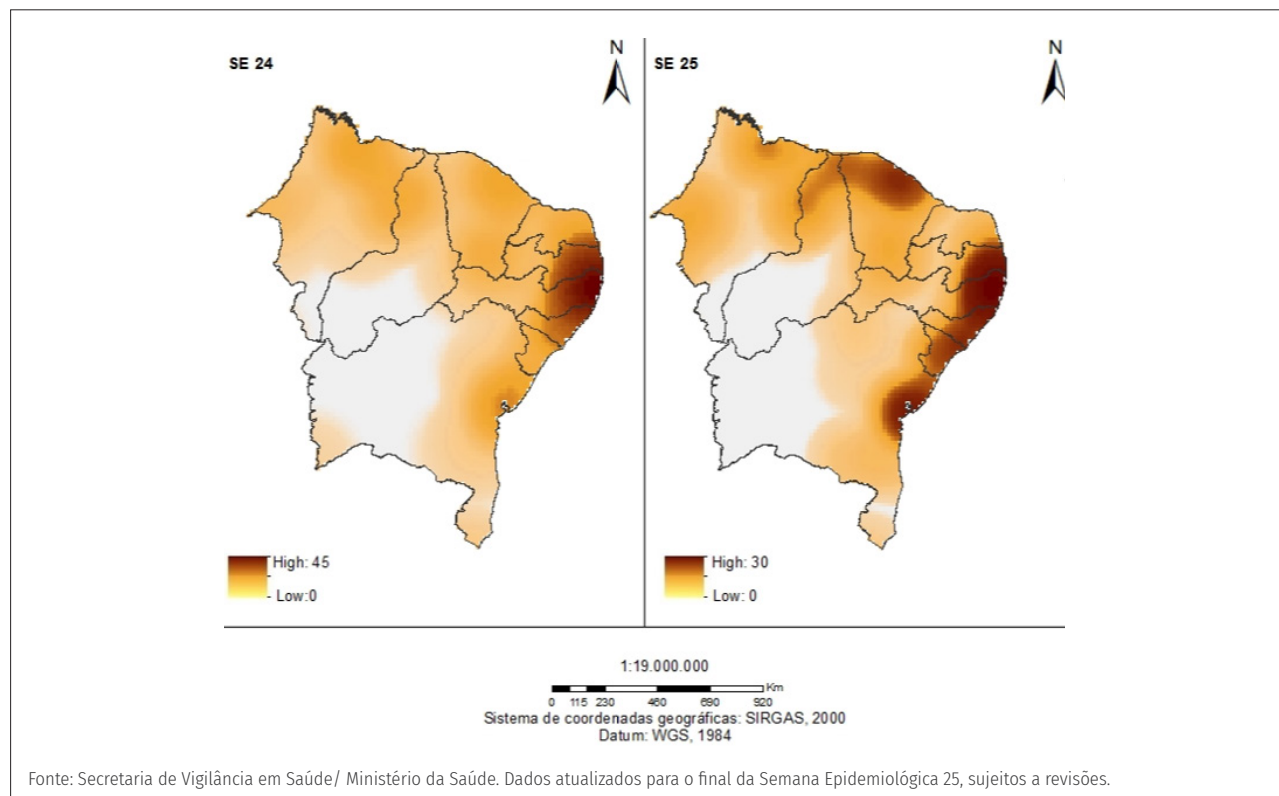 SE 24
N
High: 45
Low:0
SE 25
N
High: 30
Low: 0
1:19.000.000
Km
0 115 230 460 690 920
Sistema de coordenadas geográficas: SIRGAS, 2000
Datum: WGS, 1984
Fonte: Secretaria de Vigilância em Saúde/ Ministério da Saúde. Dados atualizados para o final da Semana Epidemiológica 25, sujeitos a revisões.